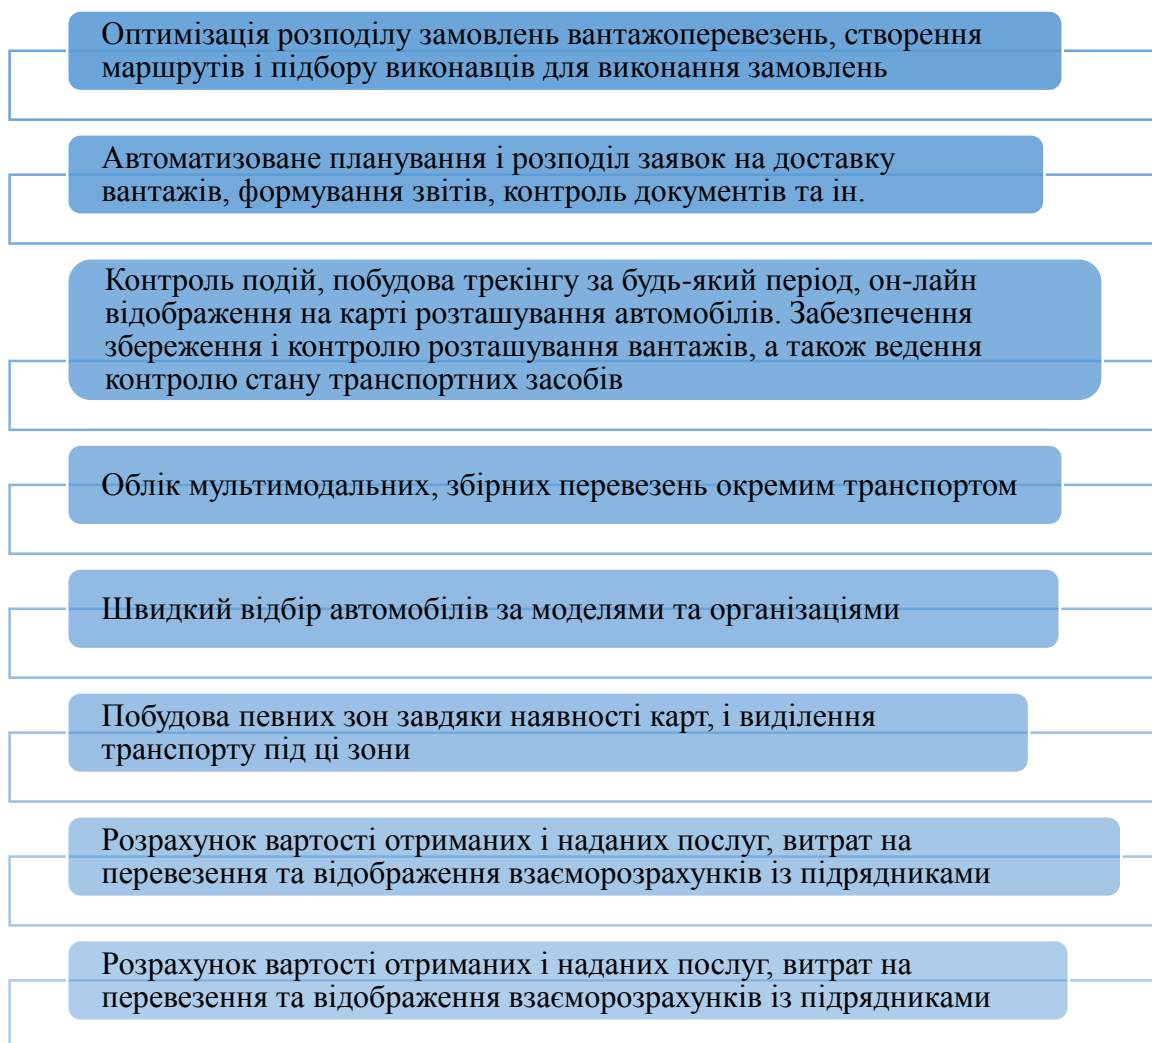 Оптимізація розподілу замовлень вантажоперевезень, створення
маршрутів і підбору виконавців для виконання замовлень
Автоматизоване планування і розподіл заявок на доставку
вантажів, формування звітів, контроль документів та ін.
Контроль подій, побудова трекінгу за будь-який період, он-лайн
відображення на карті розташування автомобілів. Забезпечення
збереження і контролю розташування вантажів, а також ведення
контролю стану транспортних засобів
Облік мультимодальних, збірних перевезень окремим транспортом
Швидкий відбір автомобілів за моделями та організаціями
Побудова певних зон завдяки наявності карт, і виділення
транспорту під ці зони
Розрахунок вартості отриманих і наданих послуг, витрат на
перевезення та відображення взаєморозрахунків із підрядниками
Розрахунок вартості отриманих і наданих послуг, витрат на
перевезення та відображення взаєморозрахунків із підрядниками